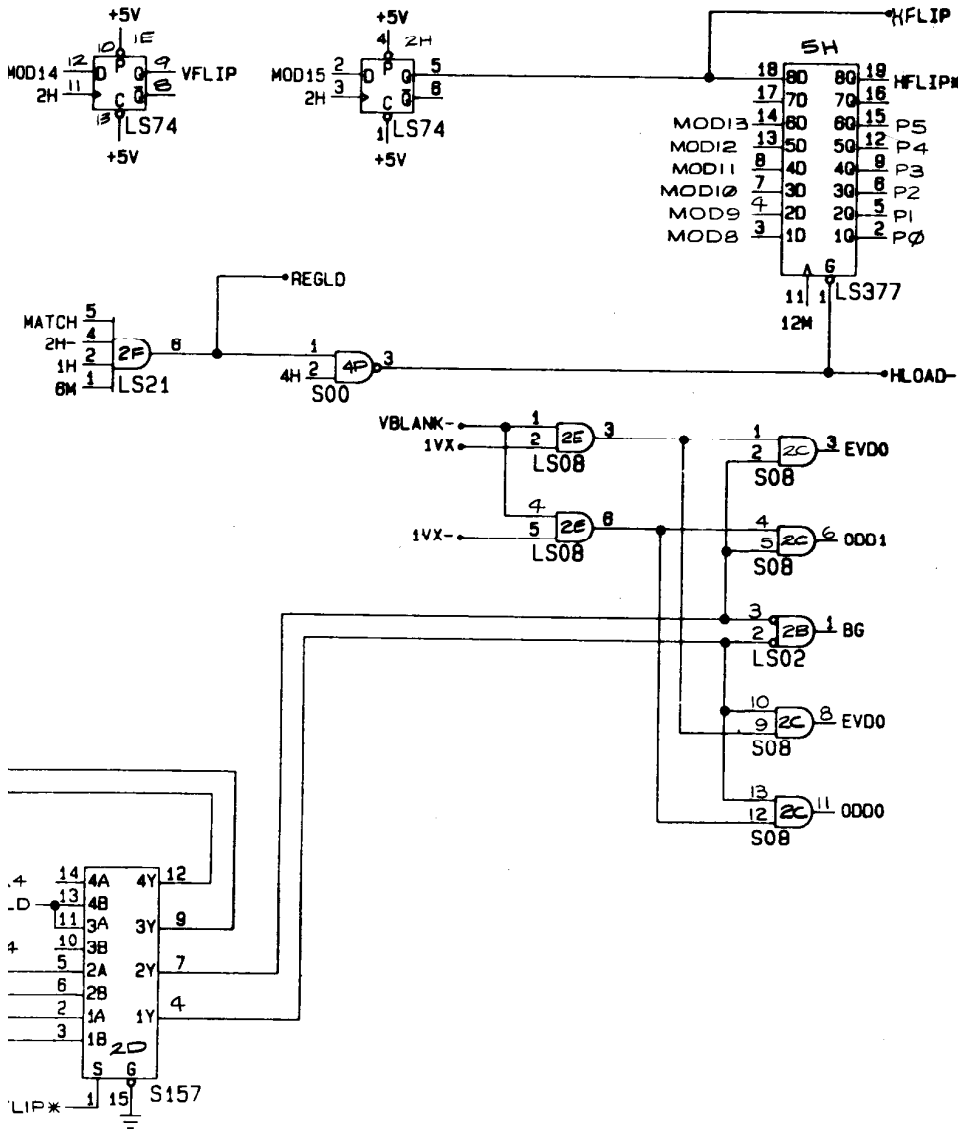 +5V
10 1E
MOD14 12 D P Q 9 VFLIP
2H 11 C Q 8
13 LS74
+5V
+5V
4 2H
MOD15 2 D P Q 5
2H 3 C Q 6
1 LS74
+5V
HFLIP
5H
18 8D 8Q 19 HFLIP*
17 7D 7Q 16
MOD13 14 6D 6Q 15 P5
MOD12 13 5D 5Q 12 P4
MOD11 8 4D 4Q 9 P3
MOD10 7 3D 3Q 6 P2
MOD9 4 2D 2Q 5 P1
MOD8 3 1D 1Q 2 PØ
G
11 1 LS377
12M
REGLD
MATCH 5
2H- 4
1H 2
6M 1
2F 6
LS21
1
4H 2
4P 3
S00
HLOAD-
VBLANK- 1
1VX 2
2E 3
LS08
1
2
2C 3 EVD0
S08
4
1VX- 5
2E 6
LS08
4
5
2C 6 ODD1
S08
3
2
2B 1 BG
LS02
10
9
2C 8 EVD0
S08
13
12
2C 11 ODD0
S08
14 4A 4Y 12
LD 13 4B
11 3A 3Y 9
4 10 3B
5 2A 2Y 7
6 2B
2 1A 1Y 4
3 1B
2D
S G
LIP* 1 15 S157